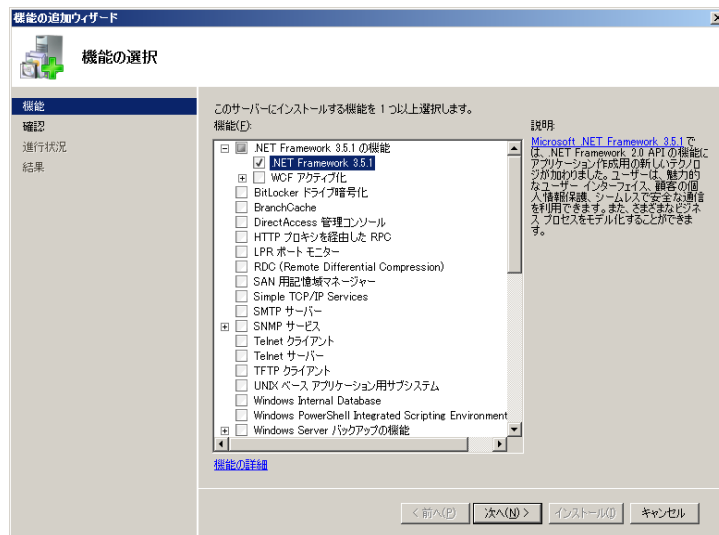 機能の追加ウィザード
機能の選択
機能
確認
進行状況
結果
このサーバーにインストールする機能を 1 つ以上選択します。
機能(F):
.NET Framework 3.5.1 の機能
.NET Framework 3.5.1
WCF アクティブ化
BitLocker ドライブ暗号化
BranchCache
DirectAccess 管理コンソール
HTTP プロキシを経由した RPC
LPR ポート モニター
RDC (Remote Differential Compression)
SAN 用記憶域マネージャー
Simple TCP/IP Services
SMTP サーバー
SNMP サービス
Telnet クライアント
Telnet サーバー
TFTP クライアント
UNIX ベース アプリケーション用サブシステム
Windows Internal Database
Windows PowerShell Integrated Scripting Environment
Windows Server バックアップの機能
機能の詳細
説明:
Microsoft .NET Framework 3.5.1 で
は、.NET Framework 2.0 API の機能に
アプリケーション作成用の新しいテクノロ
ジが加わりました。ユーザーは、魅力的
なユーザー インターフェイス、顧客の個
人情報保護、シームレスで安全な通信
を利用できます。また、さまざまなビジネ
ス プロセスをモデル化することができま
す。
< 前へ(P)
次へ(N) >
インストール(I)
キャンセル